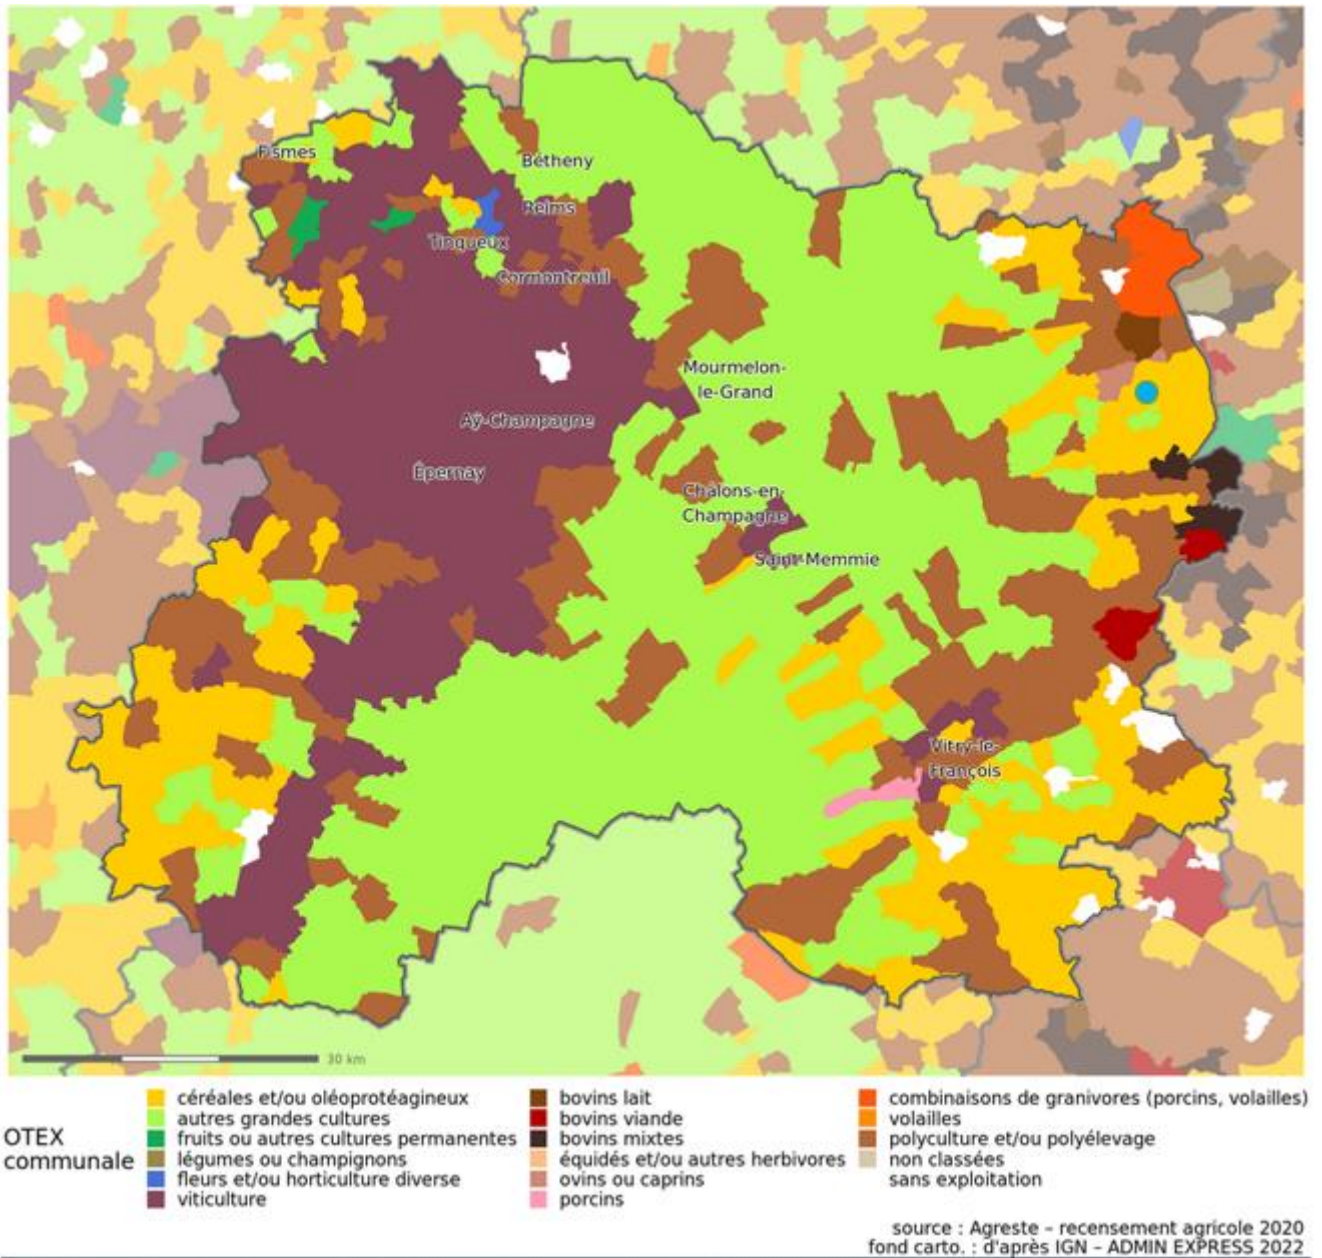 Fismes
Bétheny
Reims
Tinqueux
Cormontreuil
Mourmelon-
le-Grand
Aÿ-Champagne
Épernay
Châlons-en-
Champagne
Saint-Memmie
Vitry-le-
François
30 km
OTEX
communale
céréales et/ou oléoprotéagineux
autres grandes cultures
fruits ou autres cultures permanentes
légumes ou champignons
fleurs et/ou horticulture diverse
viticulture
bovins lait
bovins viande
bovins mixtes
équidés et/ou autres herbivores
ovins ou caprins
porcins
combinaisons de granivores (porcins, volailles)
volailles
polyculture et/ou polyélevage
non classées
sans exploitation
source : Agreste – recensement agricole 2020
fond carto. : d'après IGN – ADMIN EXPRESS 2022